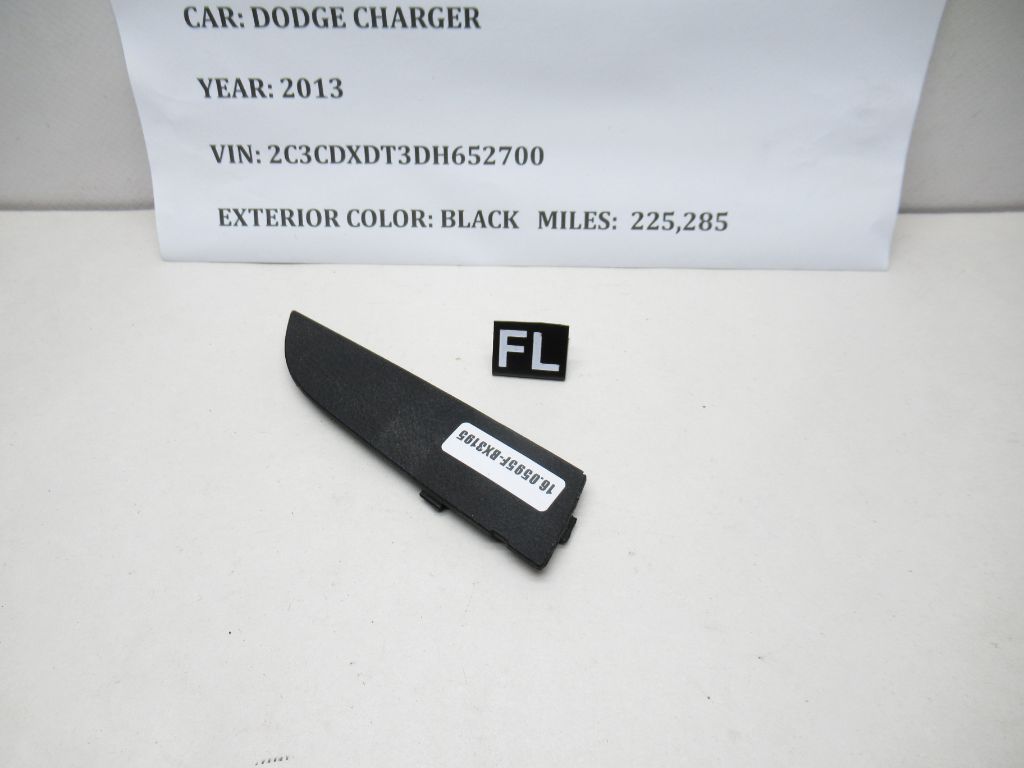 CAR: DODGE CHARGER
YEAR: 2013
VIN: 2C3CDXDT3DH652700
EXTERIOR COLOR: BLACK MILES: 225,285
FL
16.0595F-BX3195